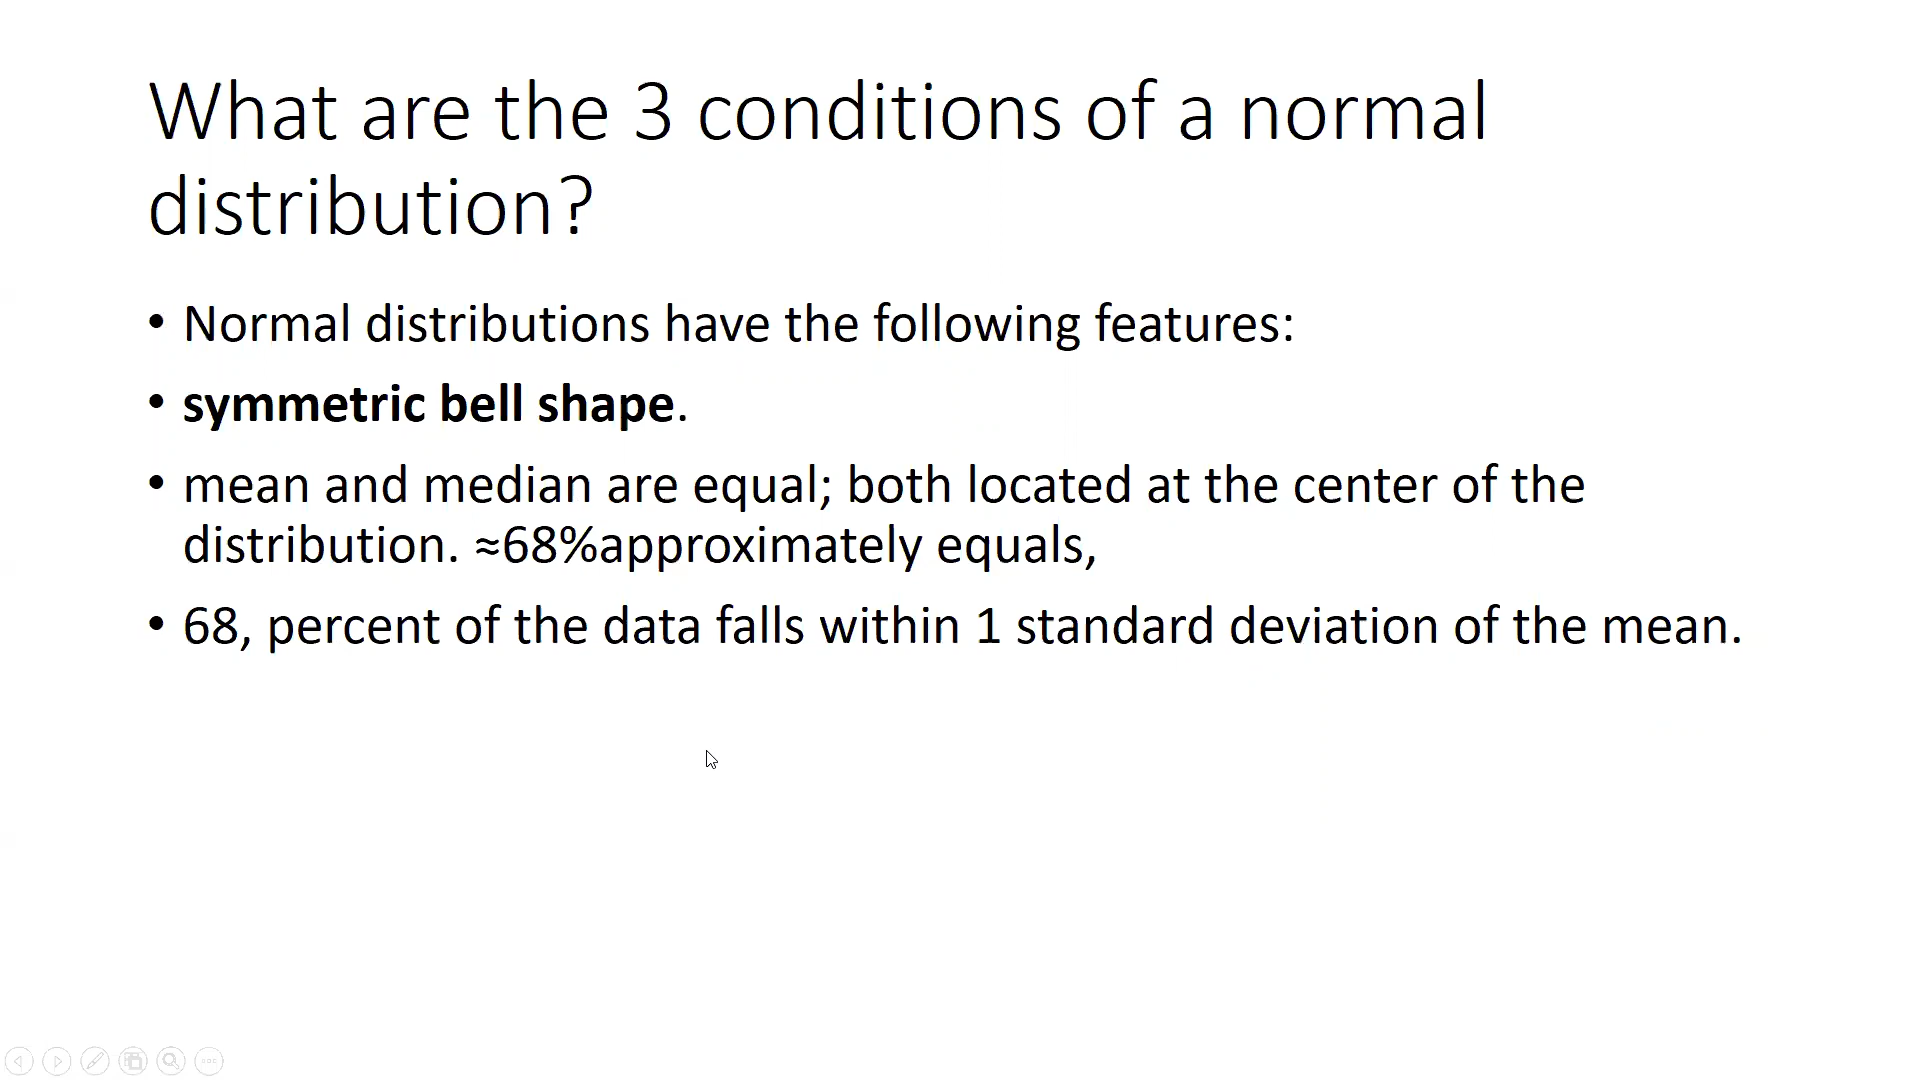 What are the 3 conditions of a normal
distribution?
• Normal distributions have the following features:
• symmetric bell shape.
• mean and median are equal; both located at the center of the
distribution. ≈68%approximately equals,
• 68, percent of the data falls within 1 standard deviation of the mean.